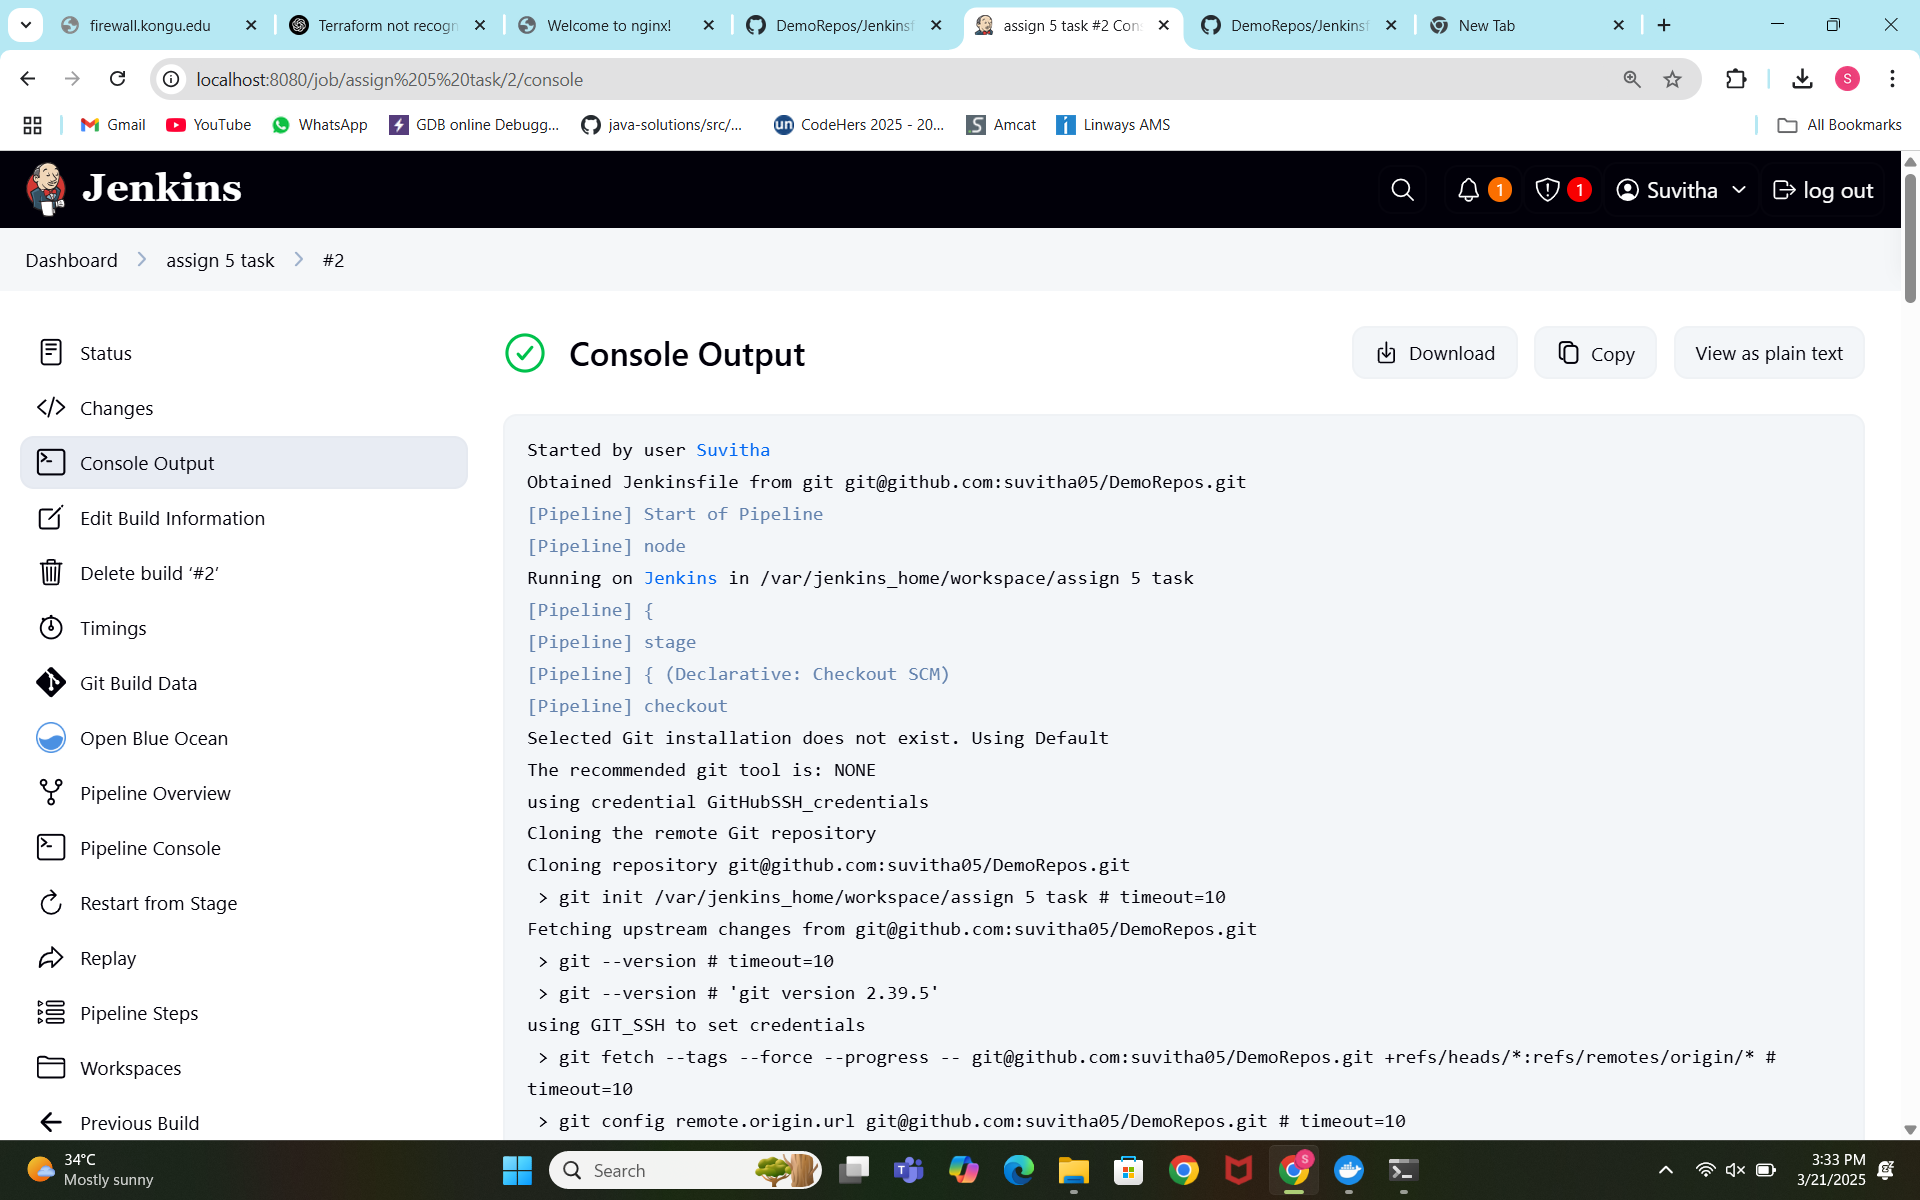 firewall.kongu.edu
Terraform not recogn
Welcome to nginx!
DemoRepos/Jenkinsf
assign 5 task #2 Con
DemoRepos/Jenkinsf
New Tab
localhost:8080/job/assign%205%20task/2/console
S
Gmail
YouTube
WhatsApp
GDB online Debugg...
java-solutions/src/...
un
CodeHers 2025 - 20...
Amcat
Linways AMS
All Bookmarks
Jenkins
1
1
Suvitha
log out
Dashboard
assign 5 task
#2
Status
Changes
Console Output
Edit Build Information
Delete build ‘#2’
Timings
Git Build Data
Open Blue Ocean
Pipeline Overview
Pipeline Console
Restart from Stage
Replay
Pipeline Steps
Workspaces
Previous Build
Console Output
Download
Copy
View as plain text
Started by user Suvitha
Obtained Jenkinsfile from git git@github.com:suvitha05/DemoRepos.git
[Pipeline] Start of Pipeline
[Pipeline] node
Running on Jenkins in /var/jenkins_home/workspace/assign 5 task
[Pipeline] {
[Pipeline] stage
[Pipeline] { (Declarative: Checkout SCM)
[Pipeline] checkout
Selected Git installation does not exist. Using Default
The recommended git tool is: NONE
using credential GitHubSSH_credentials
Cloning the remote Git repository
Cloning repository git@github.com:suvitha05/DemoRepos.git
> git init /var/jenkins_home/workspace/assign 5 task # timeout=10
Fetching upstream changes from git@github.com:suvitha05/DemoRepos.git
> git --version # timeout=10
> git --version # 'git version 2.39.5'
using GIT_SSH to set credentials
> git fetch --tags --force --progress -- git@github.com:suvitha05/DemoRepos.git +refs/heads/*:refs/remotes/origin/* #
timeout=10
> git config remote.origin.url git@github.com:suvitha05/DemoRepos.git # timeout=10
34°C
Mostly sunny
Search
S
3:33 PM
3/21/2025